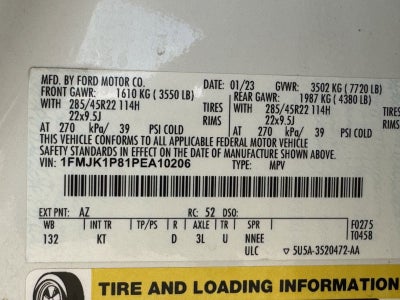 MFD. BY FORD MOTOR CO.
DATE: 01/23 GVWR: 3502 KG ( 7720 LB)
FRONT GAWR: 1610 KG ( 3550 LB)
REAR GAWR: 1987 KG ( 4380 LB)
WITH
285/45R22 114H TIRES
22x9.5J RIMS
WITH
285/45R22 114H TIRES
22x9.5J RIMS
AT 270 kPa/ 39 PSI COLD
AT 270 kPa/ 39 PSI COLD
THIS VEHICLE CONFORMS TO ALL APPLICABLE FEDERAL MOTOR VEHICLE
SAFETY STANDARDS IN EFFECT ON THE DATE OF MANUFACTURE SHOWN ABOVE.
VIN: 1FMJK1P81PEA10206
TYPE: MPV
EXT PNT: AZ RC: 52 DSO:
WB INT TR TP/PS R AXLE TR SPR
132 KT D 3L U NNEE
ULC ▽ 5U5A-3520472-AA
F0275
T0458
TIRE AND LOADING INFORMATION